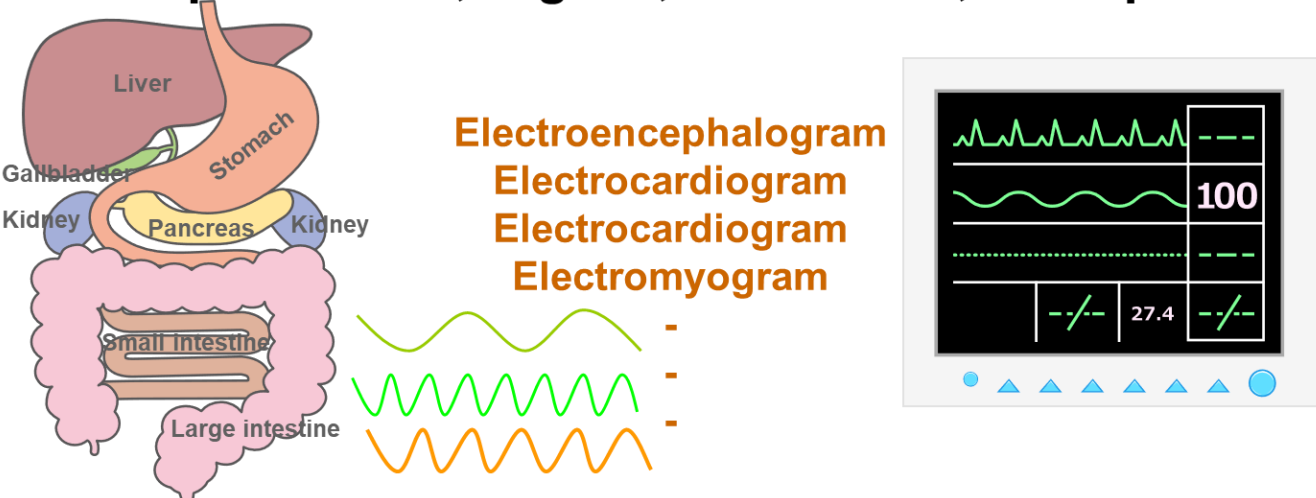 Liver
Stomach
Gallbladder
Kidney
Pancreas
Kidney
Small intestine
Large intestine
Electroencephalogram
Electrocardiogram
Electrocardiogram
Electromyogram
-
-
-
---
100
---
--/--
27.4
--/--